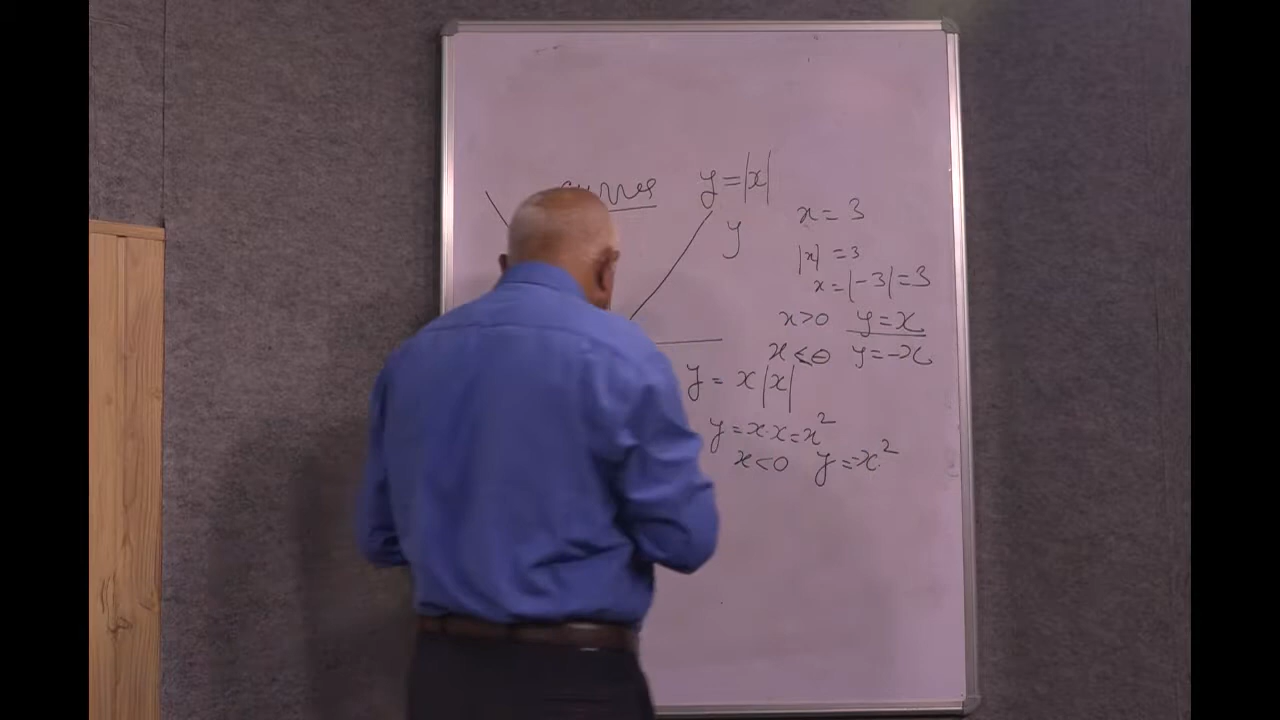 curves y = |x|
y
x = 3
|x| = 3
x = |-3| = 3
x > 0 y = x
x < 0 y = -x
y = x|x|
y = x·x = x²
x < 0 y = -x²